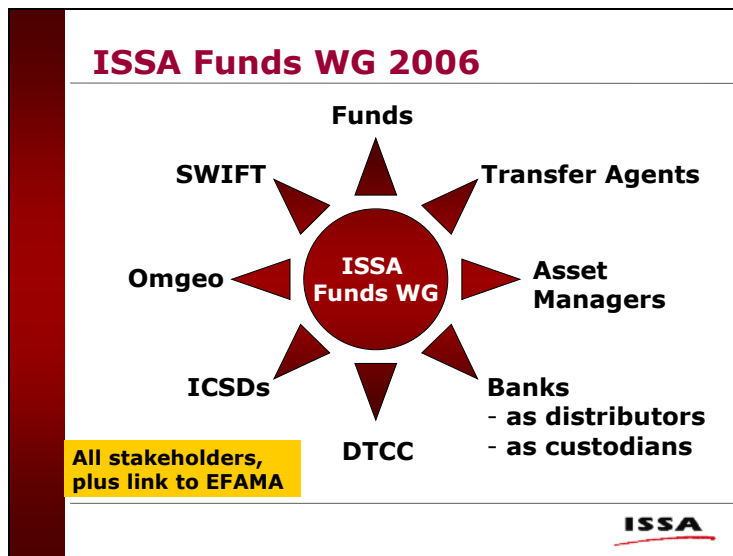 ISSA Funds WG 2006
Funds
SWIFT
Transfer Agents
Omgeo
ISSA
Funds WG
Asset
Managers
ICSDs
DTCC
Banks
- as distributors
- as custodians
All stakeholders,
plus link to EFAMA
ISSA